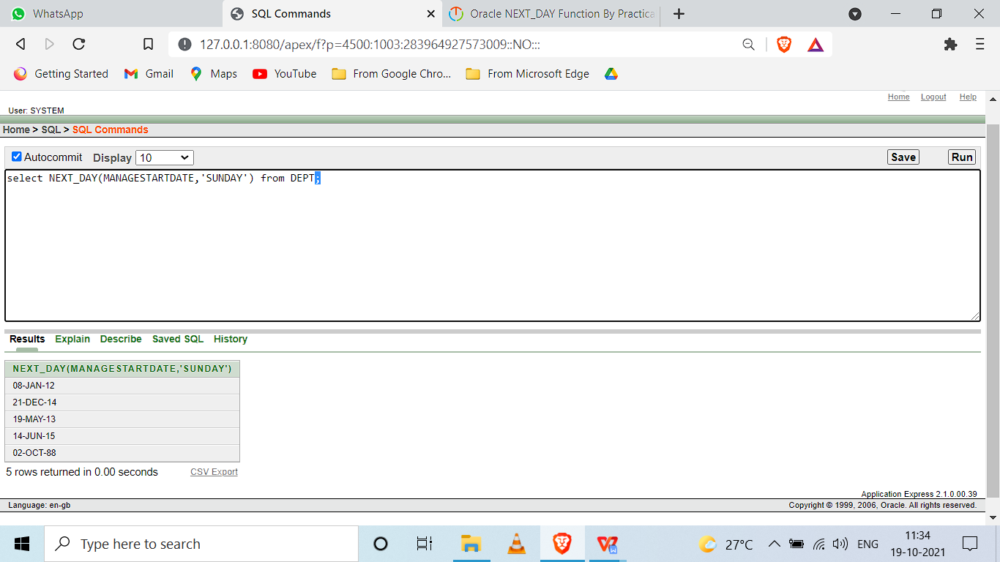 WhatsApp
SQL Commands
Oracle NEXT_DAY Function By Practica
127.0.0.1:8080/apex/f?p=4500:1003:283964927573009::NO:::
Getting Started Gmail Maps YouTube From Google Chro... From Microsoft Edge
Home Logout Help
User: SYSTEM
Home > SQL > SQL Commands
Autocommit Display 10 Save Run
select NEXT_DAY(MANAGESTARTDATE,'SUNDAY') from DEPT;
Results Explain Describe Saved SQL History
NEXT_DAY(MANAGESTARTDATE,'SUNDAY')
08-JAN-12
21-DEC-14
19-MAY-13
14-JUN-15
02-OCT-88
5 rows returned in 0.00 seconds CSV Export
Application Express 2.1.0.00.39
Language: en-gb Copyright © 1999, 2006, Oracle. All rights reserved.
Type here to search 27°C ENG 11:34
19-10-2021